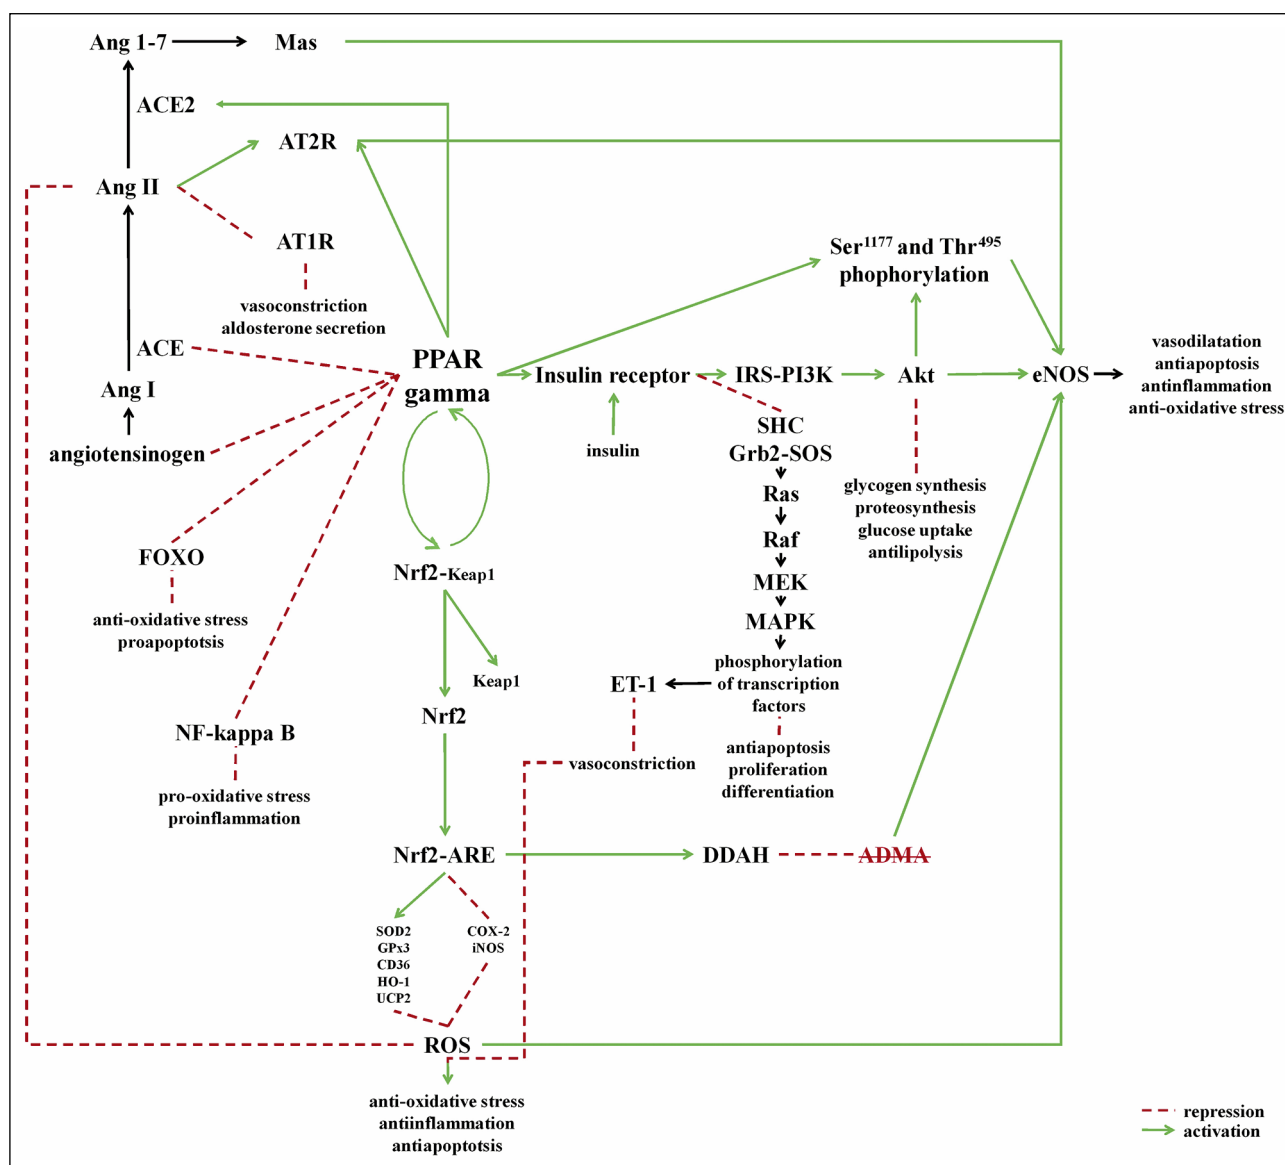 Ang 1-7
Mas
ACE2
AT2R
Ang II
AT1R
vasoconstriction
aldosterone secretion
Ser1177 and Thr495
phophorylation
ACE
Ang I
angiotensinogen
PPAR
gamma
Insulin receptor
insulin
IRS-PI3K
Akt
eNOS
vasodilatation
antiapoptosis
antinflammation
anti-oxidative stress
SHC
Grb2-SOS
Ras
Raf
MEK
MAPK
phosphorylation
of transcription
factors
antiapoptosis
proliferation
differentiation
glycogen synthesis
proteosynthesis
glucose uptake
antilipolysis
FOXO
anti-oxidative stress
proapoptotsis
NF-kappa B
pro-oxidative stress
proinflammation
Nrf2-Keap1
Keap1
Nrf2
ET-1
vasoconstriction
Nrf2-ARE
DDAH
ADMA
SOD2
GPx3
CD36
HO-1
UCP2
COX-2
iNOS
ROS
anti-oxidative stress
antiinflammation
antiapoptotsis
repression
activation